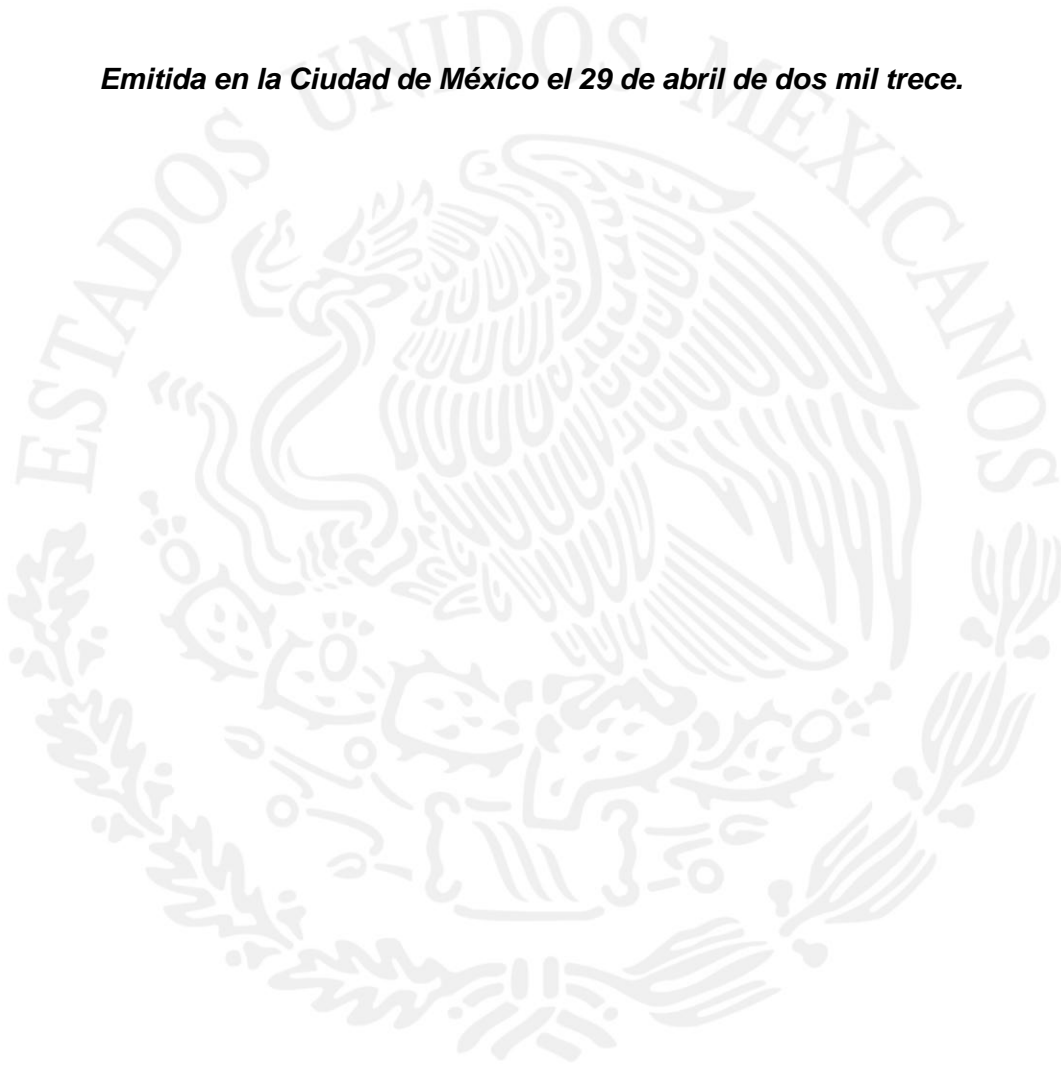 Emitida en la Ciudad de México el 29 de abril de dos mil trece.
ESTADOS UNIDOS MEXICANOS